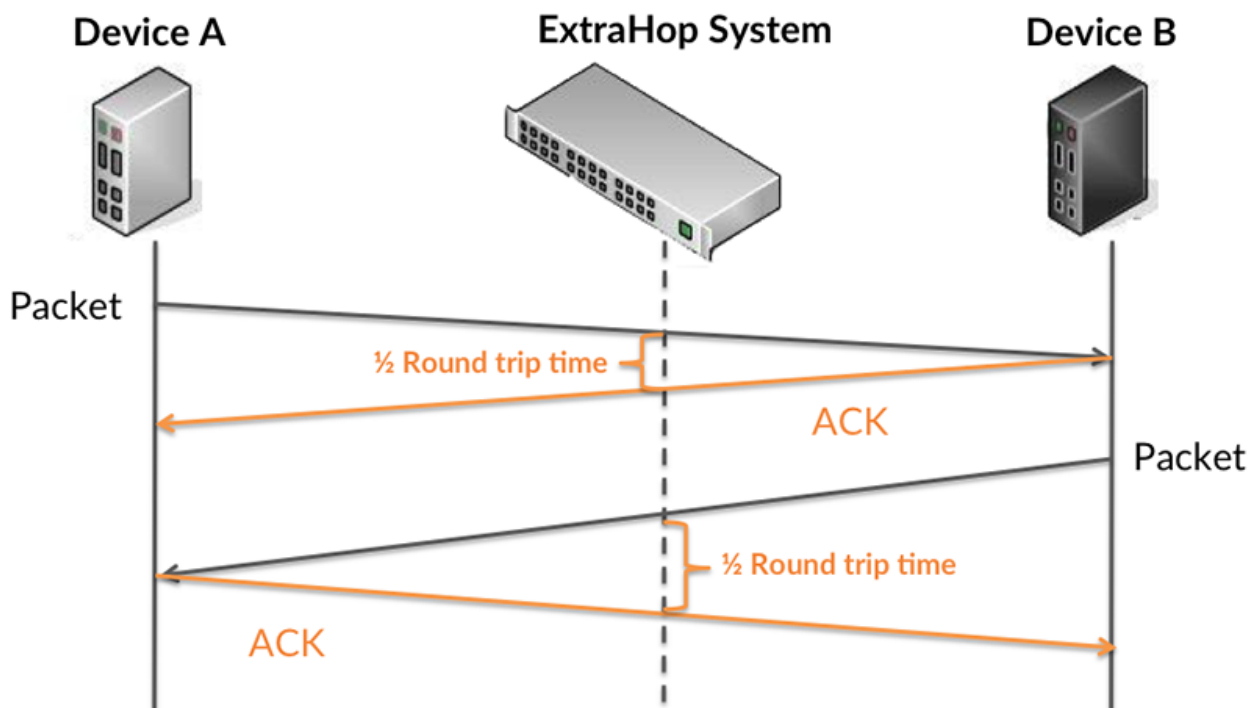 Device A
ExtraHop System
Device B
Packet
½ Round trip time
ACK
Packet
½ Round trip time
ACK